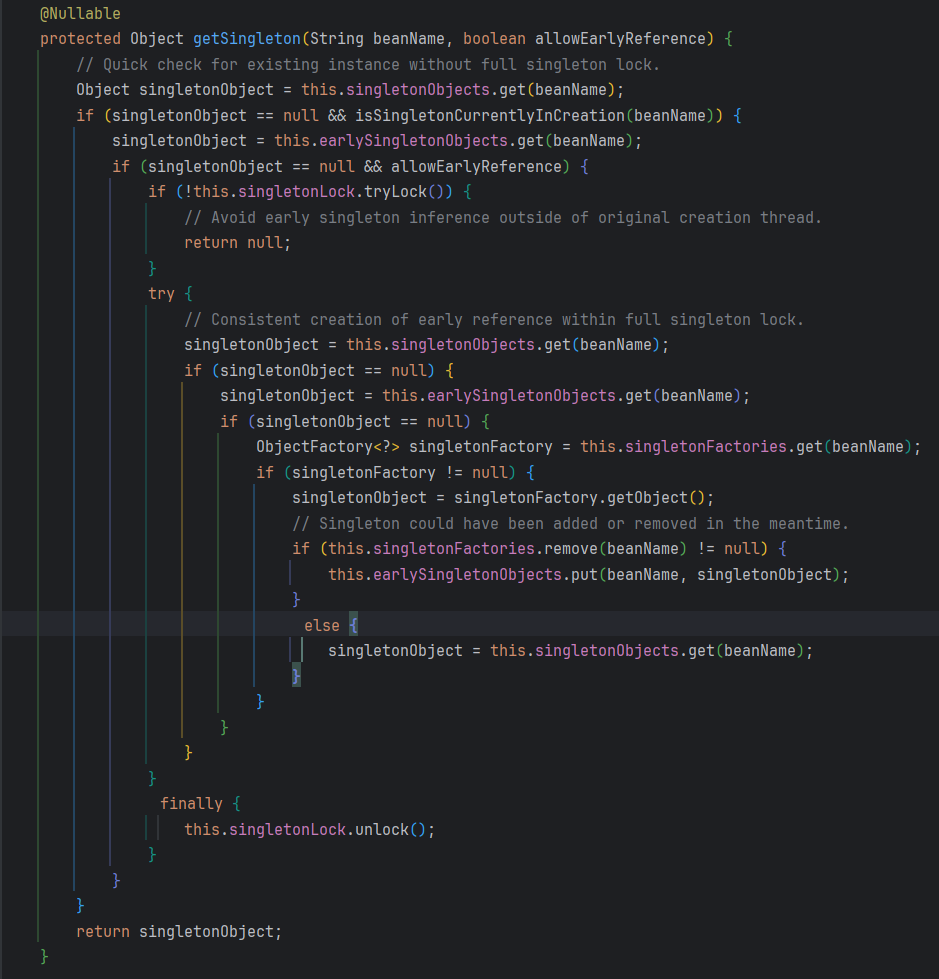 @Nullable
protected Object getSingleton(String beanName, boolean allowEarlyReference) {
// Quick check for existing instance without full singleton lock.
Object singletonObject = this.singletonObjects.get(beanName);
if (singletonObject == null && isSingletonCurrentlyInCreation(beanName)) {
singletonObject = this.earlySingletonObjects.get(beanName);
if (singletonObject == null && allowEarlyReference) {
if (!this.singletonLock.tryLock()) {
// Avoid early singleton inference outside of original creation thread.
return null;
}
try {
// Consistent creation of early reference within full singleton lock.
singletonObject = this.singletonObjects.get(beanName);
if (singletonObject == null) {
singletonObject = this.earlySingletonObjects.get(beanName);
if (singletonObject == null) {
ObjectFactory<?> singletonFactory = this.singletonFactories.get(beanName);
if (singletonFactory != null) {
singletonObject = singletonFactory.getObject();
// Singleton could have been added or removed in the meantime.
if (this.singletonFactories.remove(beanName) != null) {
this.earlySingletonObjects.put(beanName, singletonObject);
}
else {
singletonObject = this.singletonObjects.get(beanName);
}
}
}
}
}
finally {
this.singletonLock.unlock();
}
}
}
return singletonObject;
}